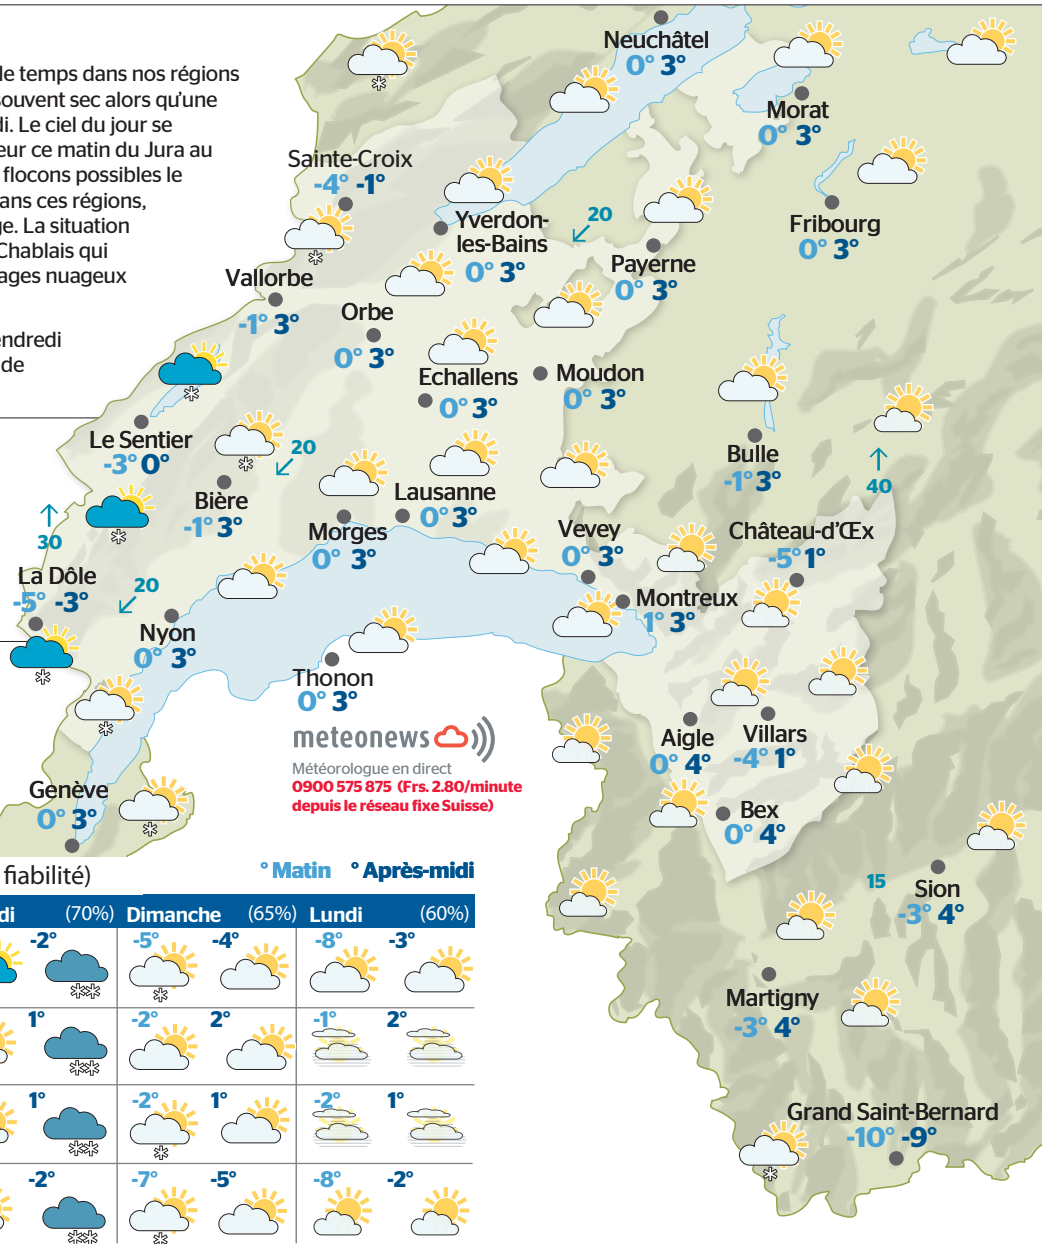 le temps dans nos régions
souvent sec alors qu'une
di. Le ciel du jour se
eur ce matin du Jura au
flocons possibles le
ans ces régions,
ge. La situation
Chablais qui
ages nuageux
endredi
de
Neuchâtel
0° 3°
Morat
0° 3°
Sainte-Croix
-4° -1°
Yverdon-
les-Bains
0° 3°
20
Payerne
0° 3°
Fribourg
0° 3°
Vallorbe
-1° 3°
Orbe
0° 3°
Echallens
0° 3°
Moudon
0° 3°
Le Sentier
-3° 0°
20
Bière
-1° 3°
Bulle
-1° 3°
40
Lausanne
0° 3°
Morges
0° 3°
Vevey
0° 3°
Château-d'Œx
-5° 1°
30
La Dôle
-5° -3°
20
Montreux
1° 3°
Nyon
0° 3°
Thonon
0° 3°
meteonews
Météorologue en direct
0900 575 875 (Frs. 2.80/minute
depuis le réseau fixe Suisse)
Aigle
0° 4°
Villars
-4° 1°
Genève
0° 3°
Bex
0° 4°
15
Sion
-3° 4°
Martigny
-3° 4°
Grand Saint-Bernard
-10° -9°
fiabilité)
° Matin ° Après-midi
di (70%) Dimanche (65%) Lundi (60%)
-2° -5° -4° -8° -3°
1° -2° 2° -1° 2°
1° -2° 1° -2° 1°
-2° -7° -5° -8° -2°